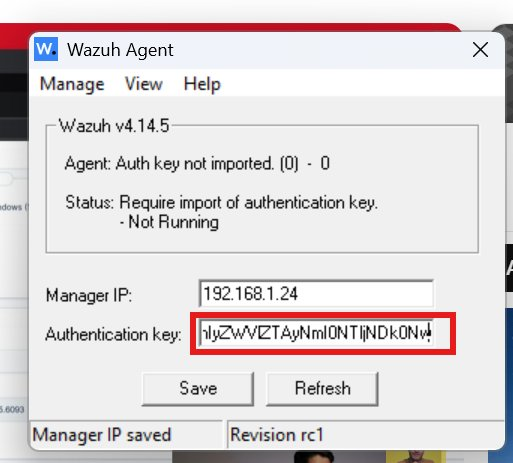 W. Wazuh Agent
Manage View Help
Wazuh v4.14.5
Agent: Auth key not imported. (0) - 0
Status: Require import of authentication key.
- Not Running
Manager IP: 192.168.1.24
Authentication key:
Save Refresh
Manager IP saved Revision rc1
ndows (
5.6093